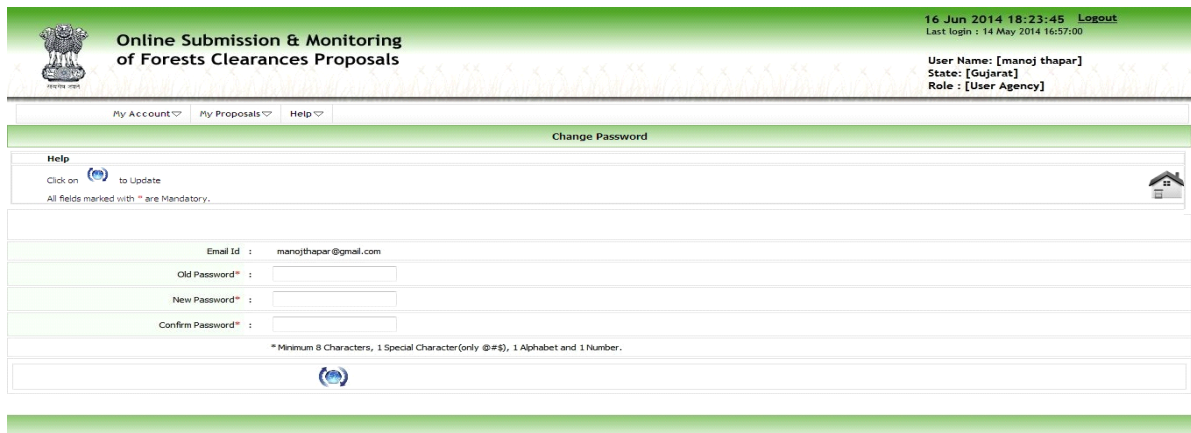 16 Jun 2014 18:23:45 Logout
Last login : 14 May 2014 16:57:00
Online Submission & Monitoring
of Forests Clearances Proposals
User Name: [manoj thapar]
State: [Gujarat]
Role : [User Agency]
सत्यमेव जयते
My Account My Proposals Help
Change Password
Help
Click on to Update
All fields marked with * are Mandatory.
Email Id : manojthapar@gmail.com
Old Password* :
New Password* :
Confirm Password* :
* Minimum 8 Characters, 1 Special Character(only @#$), 1 Alphabet and 1 Number.